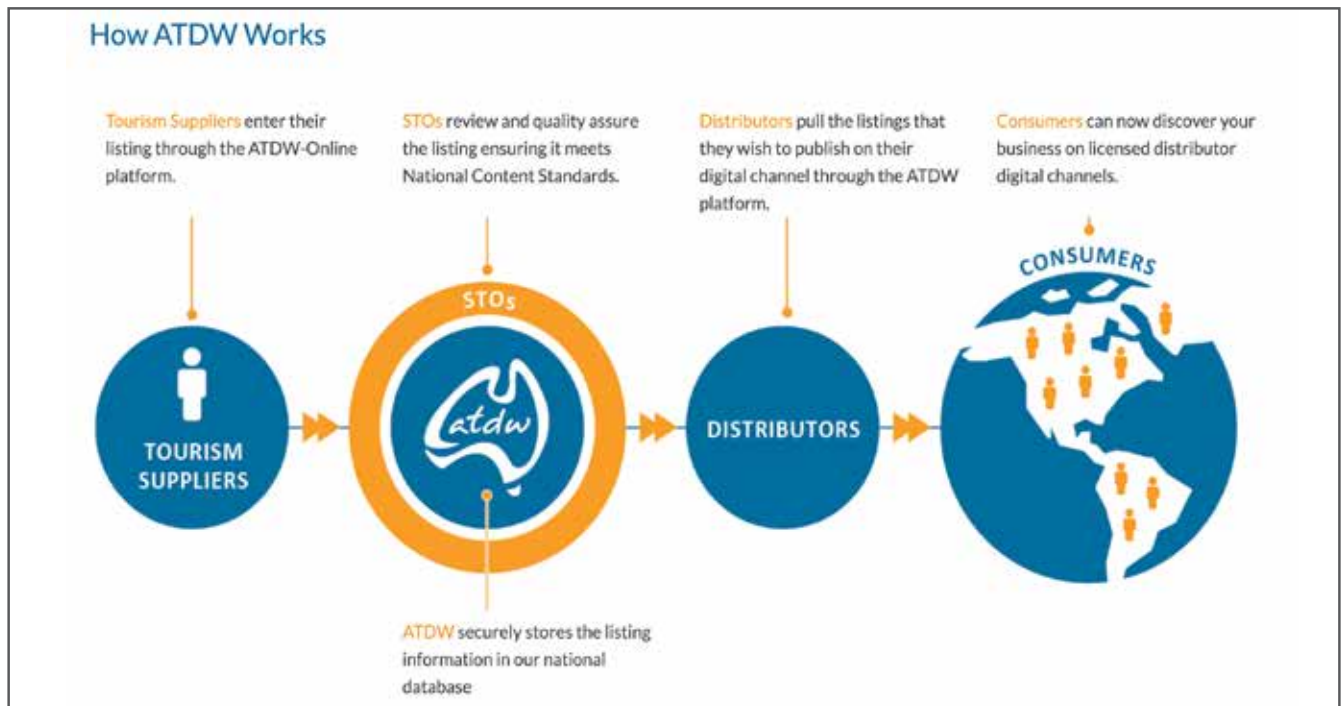 How ATDW Works
Tourism Suppliers enter their
listing through the ATDW-Online
platform.
STOs review and quality assure
the listing ensuring it meets
National Content Standards.
Distributors pull the listings that
they wish to publish on their
digital channel through the ATDW
platform.
Consumers can now discover your
business on licensed distributor
digital channels.
TOURISM
SUPPLIERS
STOs
atdw
DISTRIBUTORS
CONSUMERS
ATDW securely stores the listing
information in our national
database